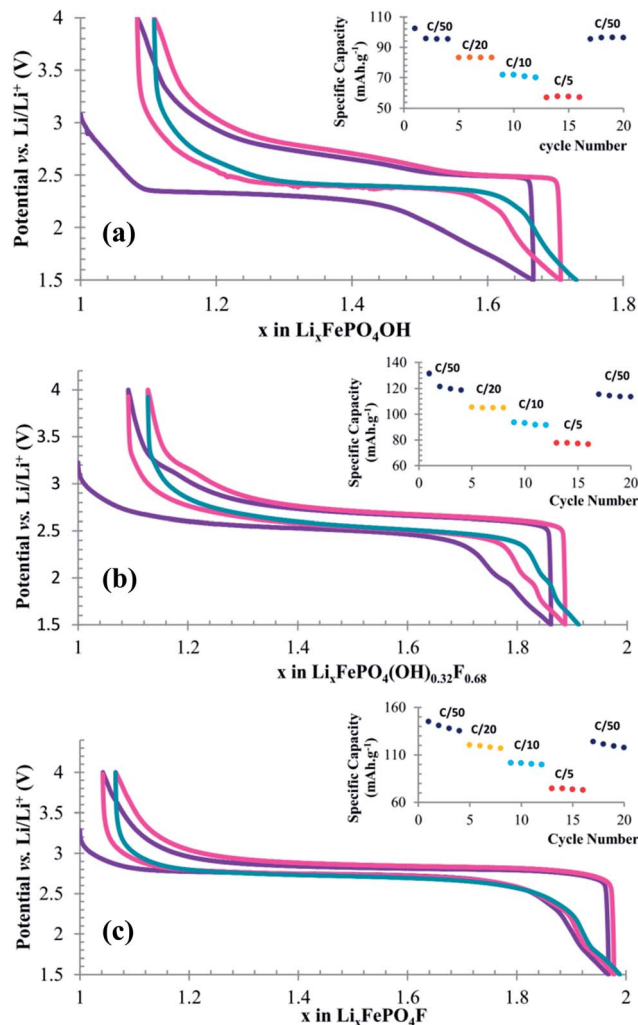 (a)
Potential vs. Li/Li⁺ (V)
4
3.5
3
2.5
2
1.5
1
1.2
1.4
1.6
1.8
x in LiₓFePO₄OH
Specific Capacity
(mAh.g⁻¹)
110
90
70
50
0
5
10
15
20
cycle Number
C/50
C/20
C/10
C/5
C/50
(b)
Potential vs. Li/Li⁺ (V)
4
3.5
3
2.5
2
1.5
1
1.2
1.4
1.6
1.8
2
x in LiₓFePO₄(OH)₀.₃₂F₀.₆₈
Specific Capacity
(mAh.g⁻¹)
140
120
100
80
60
0
5
10
15
20
Cycle Number
C/50
C/20
C/10
C/5
C/50
(c)
Potential vs. Li/Li⁺ (V)
4
3.5
3
2.5
2
1.5
1
1.2
1.4
1.6
1.8
2
x in LiₓFePO₄F
Specific Capacity
(mAh.g⁻¹)
160
110
60
0
5
10
15
20
Cycle Number
C/50
C/20
C/10
C/5
C/50